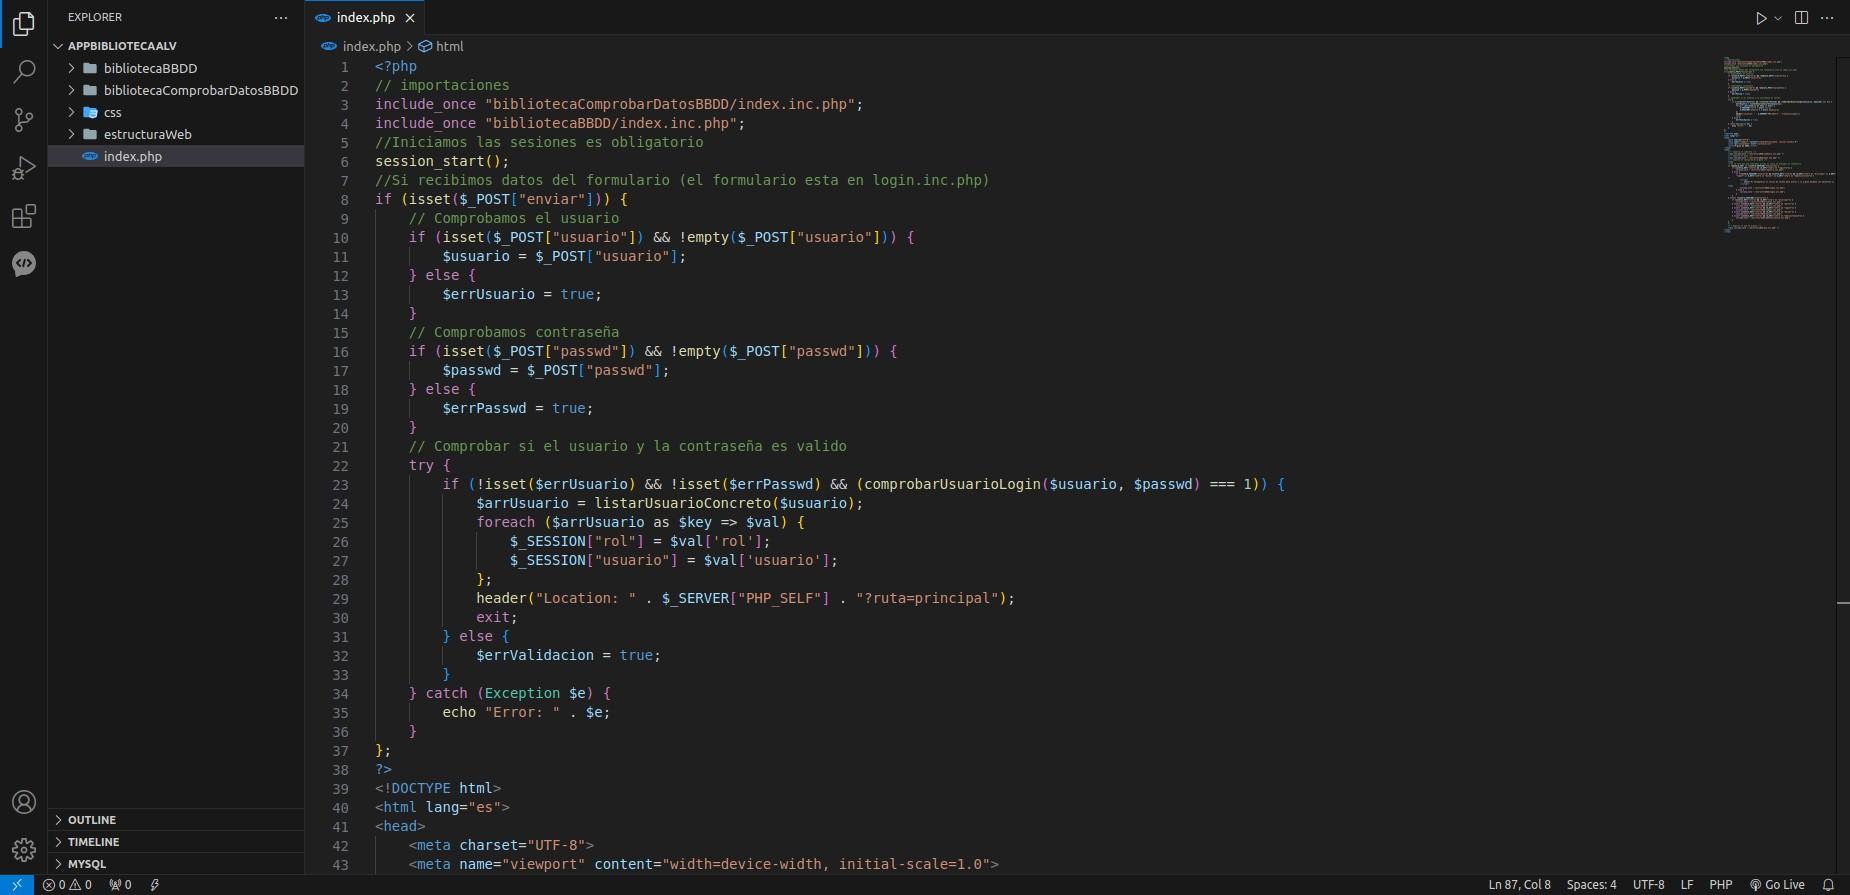 EXPLORER
APPBIBLIOTECAALV
bibliotecaBBDD
bibliotecaComprobarDatosBBDD
css
estructuraWeb
index.php
OUTLINE
TIMELINE
MYSQL
index.php
index.php > html
1 <?php
2 // importaciones
3 include_once "bibliotecaComprobarDatosBBDD/index.inc.php";
4 include_once "bibliotecaBBDD/index.inc.php";
5 //Iniciamos las sesiones es obligatorio
6 session_start();
7 //Si recibimos datos del formulario (el formulario esta en login.inc.php)
8 if (isset($_POST["enviar"])) {
9 // Comprobamos el usuario
10 if (isset($_POST["usuario"]) && !empty($_POST["usuario"])) {
11 $usuario = $_POST["usuario"];
12 } else {
13 $errUsuario = true;
14 }
15 // Comprobamos contraseña
16 if (isset($_POST["passwd"]) && !empty($_POST["passwd"])) {
17 $passwd = $_POST["passwd"];
18 } else {
19 $errPasswd = true;
20 }
21 // Comprobar si el usuario y la contraseña es valido
22 try {
23 if (!isset($errUsuario) && !isset($errPasswd) && (comprobarUsuarioLogin($usuario, $passwd) === 1)) {
24 $arrUsuario = listarUsuarioConcreto($usuario);
25 foreach ($arrUsuario as $key => $val) {
26 $_SESSION["rol"] = $val['rol'];
27 $_SESSION["usuario"] = $val['usuario'];
28 };
29 header("Location: " . $_SERVER["PHP_SELF"] . "?ruta=principal");
30 exit;
31 } else {
32 $errValidacion = true;
33 }
34 } catch (Exception $e) {
35 echo "Error: " . $e;
36 }
37 };
38 ?>
39 <!DOCTYPE html>
40 <html lang="es">
41 <head>
42 <meta charset="UTF-8">
43 <meta name="viewport" content="width=device-width, initial-scale=1.0">
0 0 0 Ln 87, Col 8 Spaces: 4 UTF-8 LF PHP Go Live